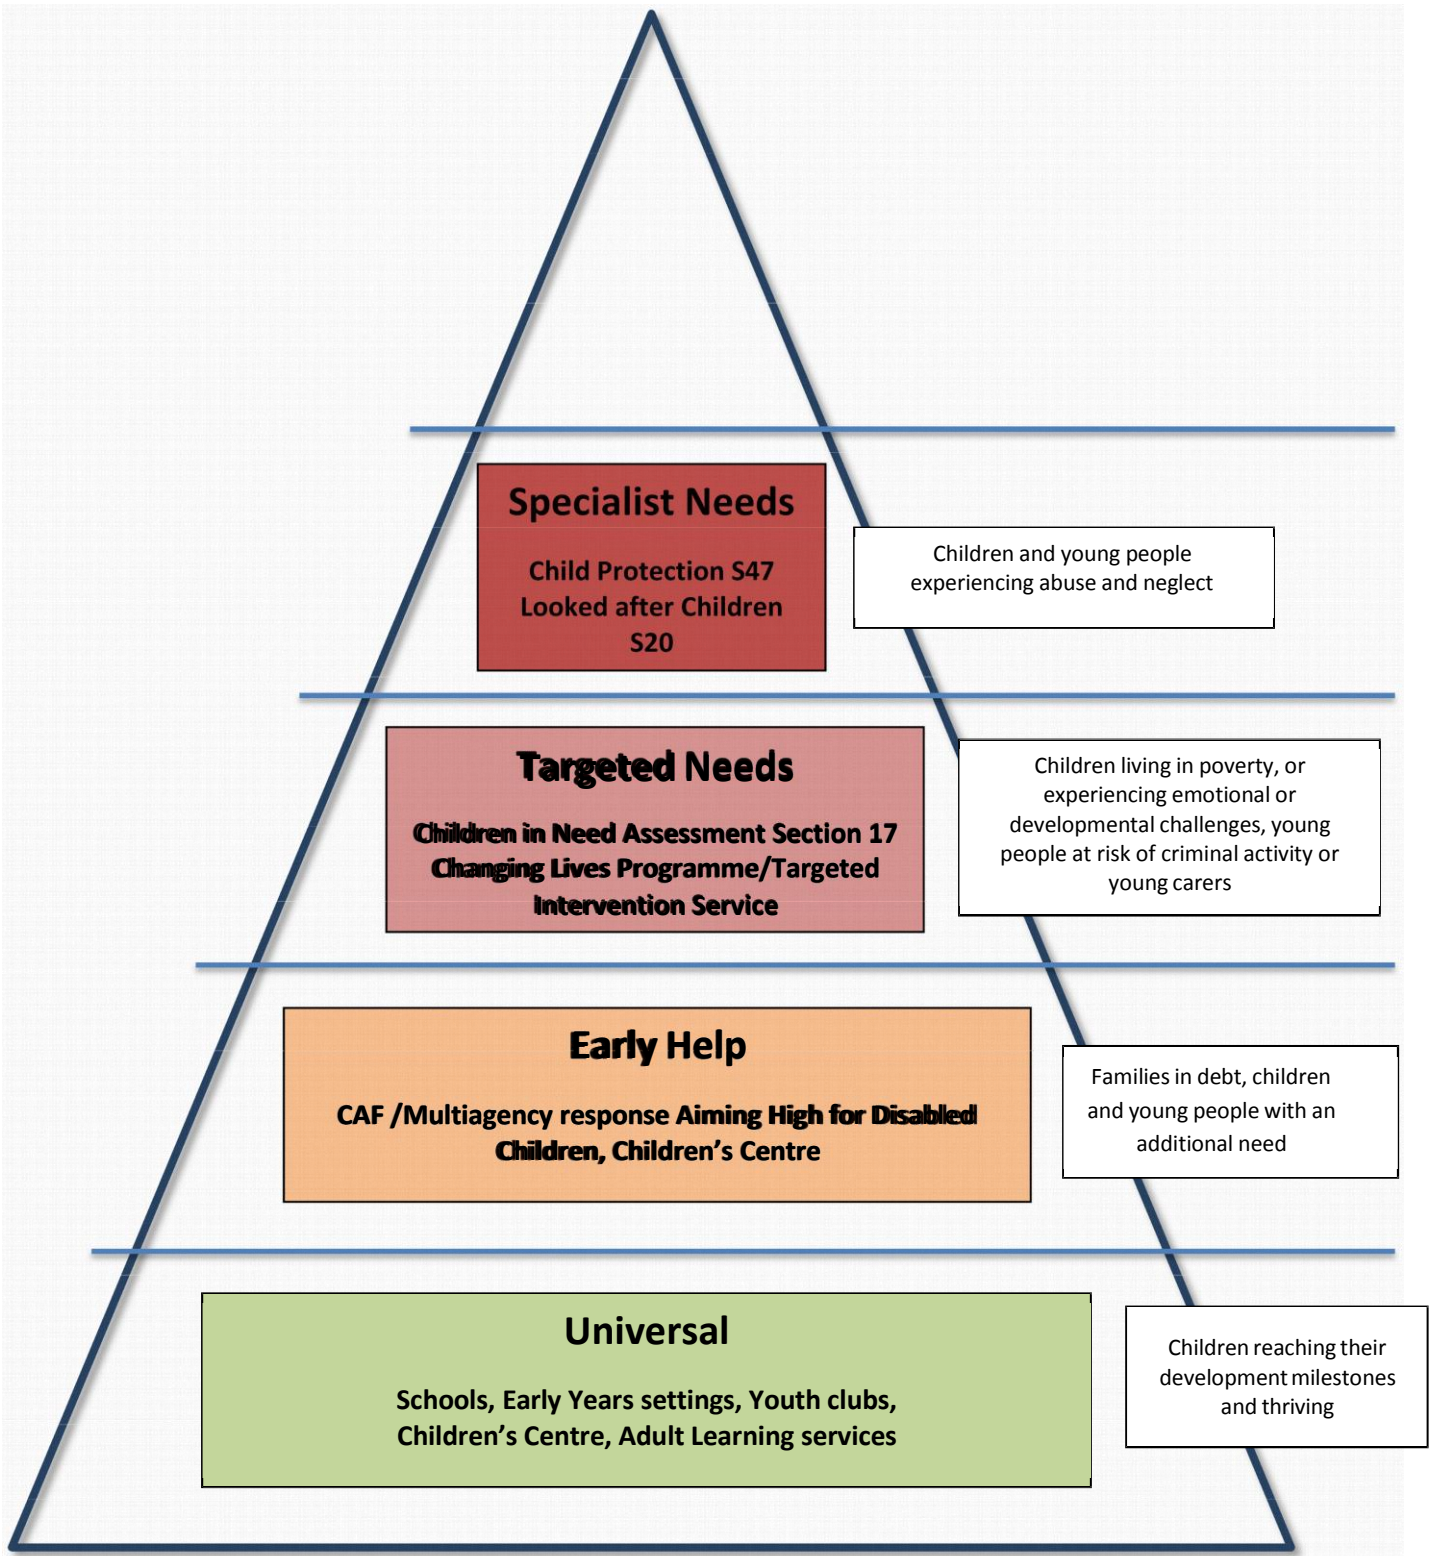 Specialist Needs
Child Protection S47
Looked after Children
S20
Children and young people
experiencing abuse and neglect
Targeted Needs
Children in Need Assessment Section 17
Changing Lives Programme/Targeted
Intervention Service
Children living in poverty, or
experiencing emotional or
developmental challenges, young
people at risk of criminal activity or
young carers
Early Help
CAF /Multiagency response Aiming High for Disabled
Children, Children’s Centre
Families in debt, children
and young people with an
additional need
Universal
Schools, Early Years settings, Youth clubs,
Children’s Centre, Adult Learning services
Children reaching their
development milestones
and thriving